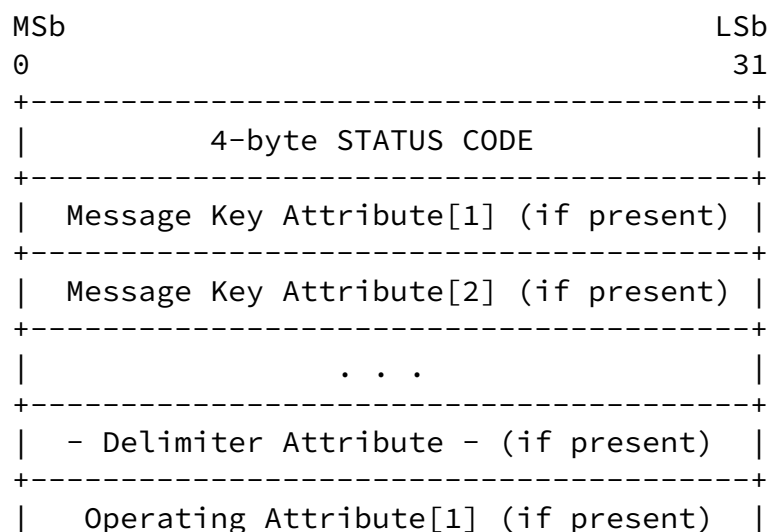 MSb                                       LSb
0                                       31
+----------------------------------------+
|          4-byte STATUS CODE            |
+----------------------------------------+
|  Message Key Attribute[1] (if present) |
+----------------------------------------+
|  Message Key Attribute[2] (if present) |
+----------------------------------------+
|                 . . .                  |
+----------------------------------------+
|  - Delimiter Attribute - (if present)  |
+----------------------------------------+
|   Operating Attribute[1] (if present)  |